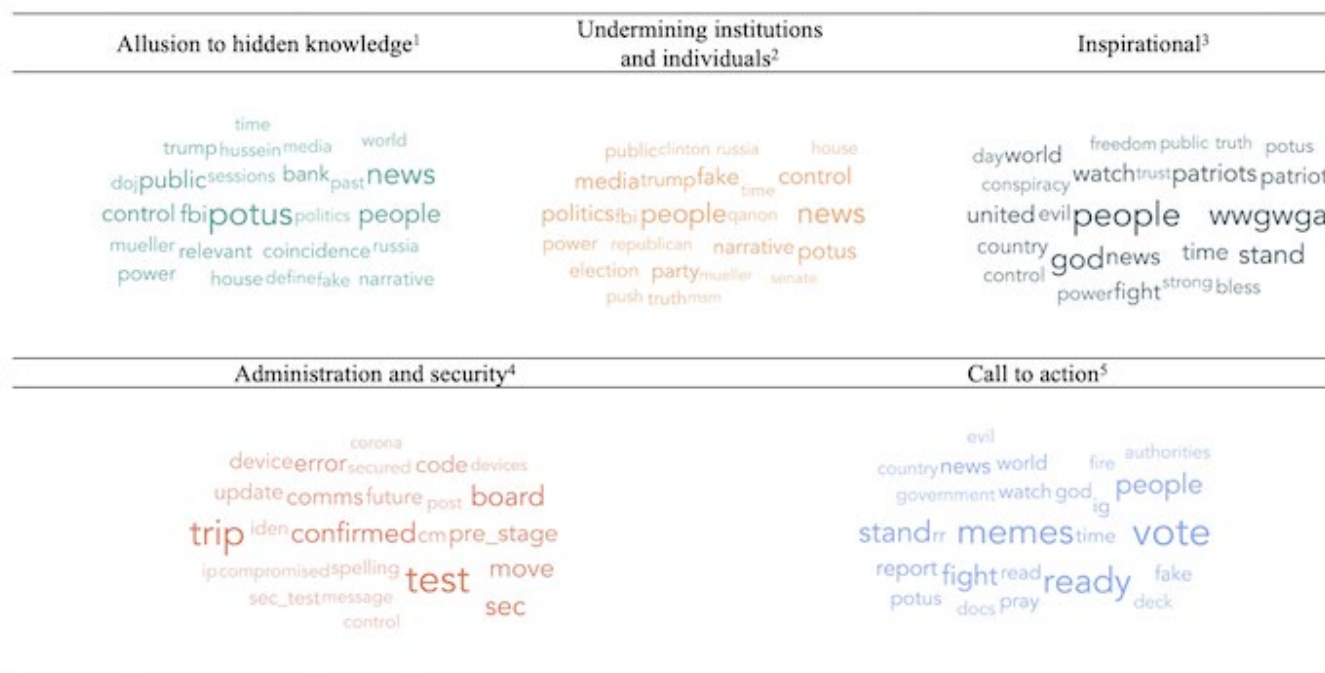 Allusion to hidden knowledge¹
Undermining institutions
and individuals²
Inspirational³
time
trump hussein media world
doj public sessions bank past news
control fbi potus politics people
mueller relevant coincidence russia
power house define fake narrative
public clinton russia house
media trump fake time control
politics fbi people qanon news
power republican narrative potus
election party mueller senate
push truth msm
freedom public truth potus
day world
conspiracy watch trust patriots patriot
united evil people wwgwga
country god news time stand
control power fight strong bless
Administration and security⁴
Call to action⁵
corona
device error secured code devices
update comms future post board
trip iden confirmed cm pre_stage
ip compromised spelling test move
sec_test message sec
control
evil
country news world fire authorities
government watch god ig people
stand rr memes time vote
report fight read ready fake
potus docs pray deck